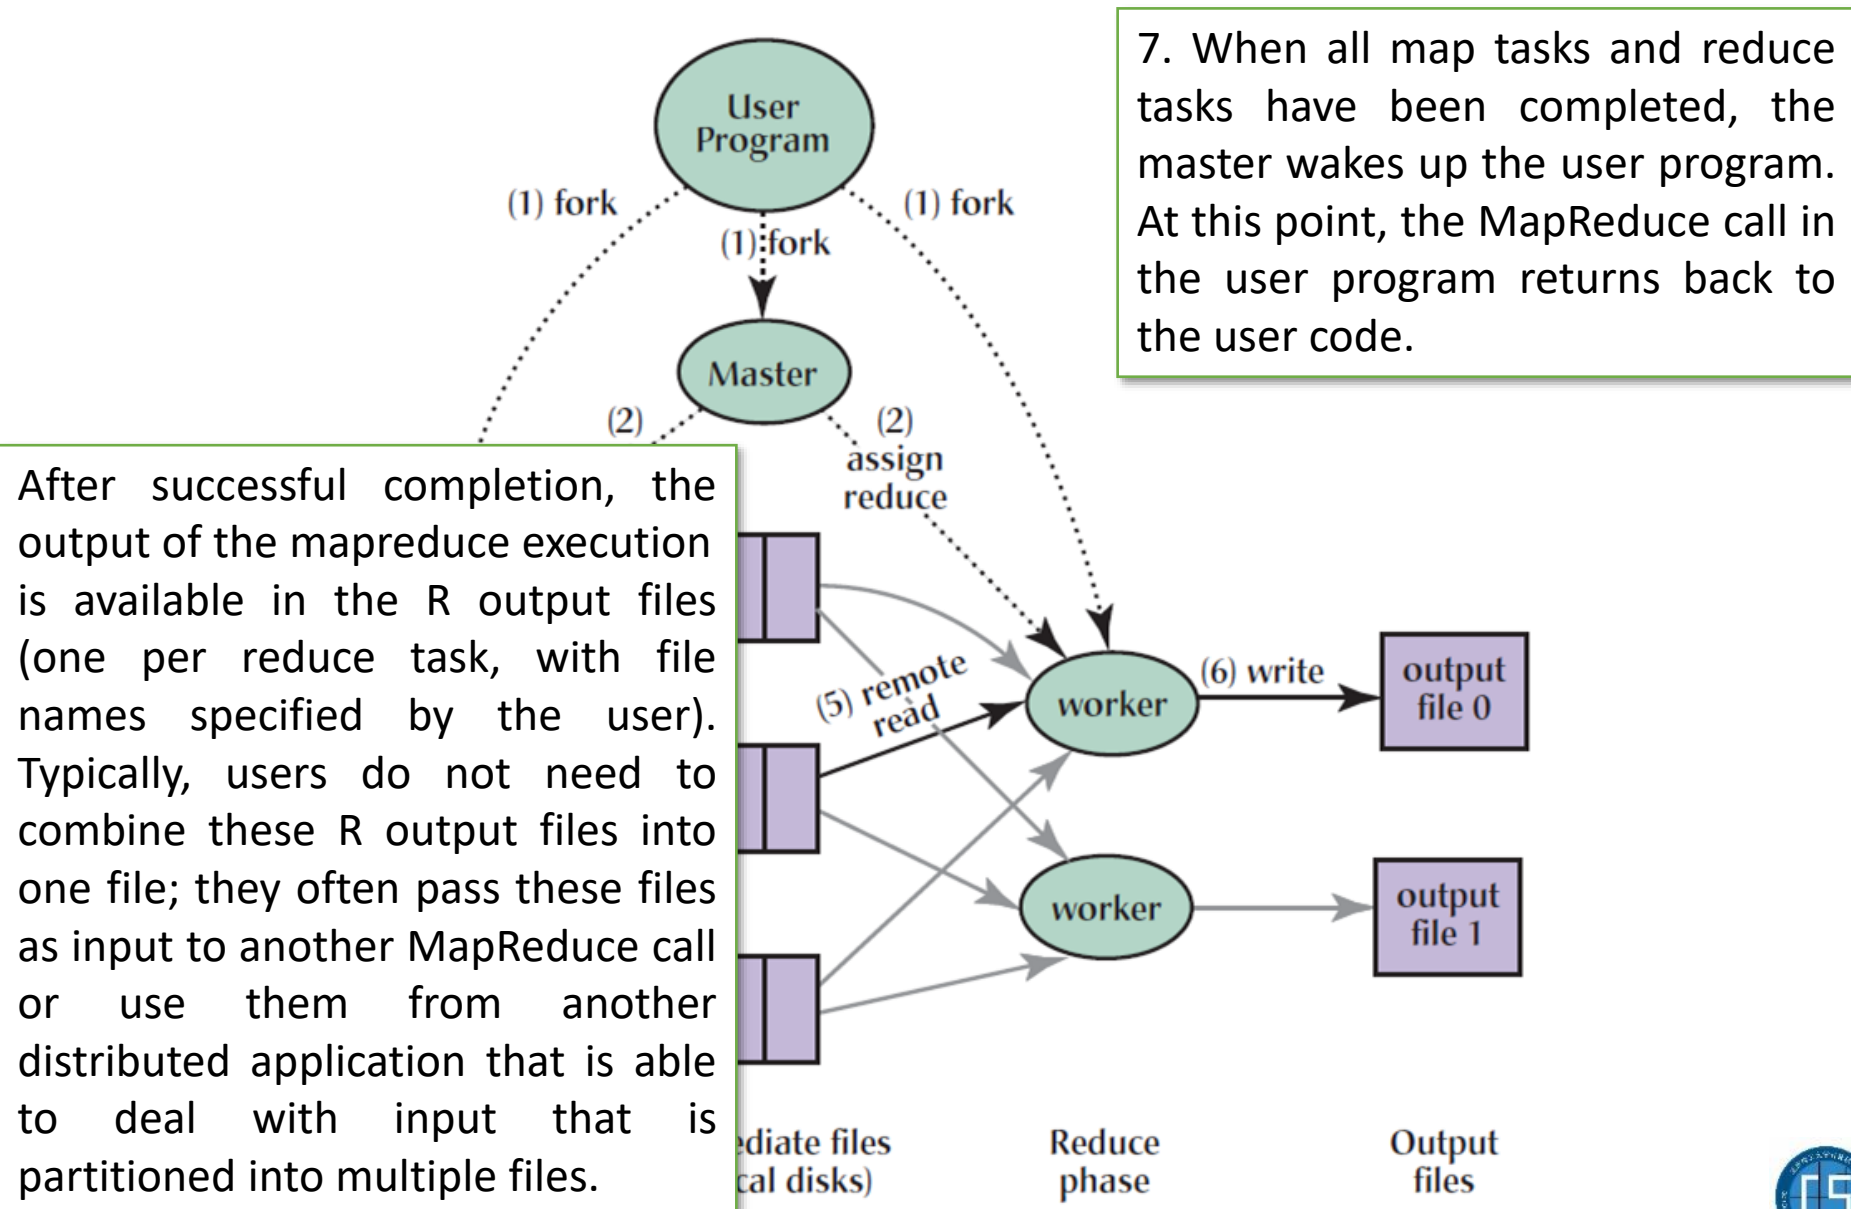 User
Program
(1) fork
(1) fork
(1) fork
7. When all map tasks and reduce
tasks have been completed, the
master wakes up the user program.
At this point, the MapReduce call in
the user program returns back to
the user code.
Master
(2)
(2)
assign
reduce
After successful completion, the
output of the mapreduce execution
is available in the R output files
(one per reduce task, with file
names specified by the user).
Typically, users do not need to
combine these R output files into
one file; they often pass these files
as input to another MapReduce call
or use them from another
distributed application that is able
to deal with input that is
partitioned into multiple files.
(5) remote
read
worker
(6) write
output
file 0
worker
output
file 1
ediate files
cal disks)
Reduce
phase
Output
files